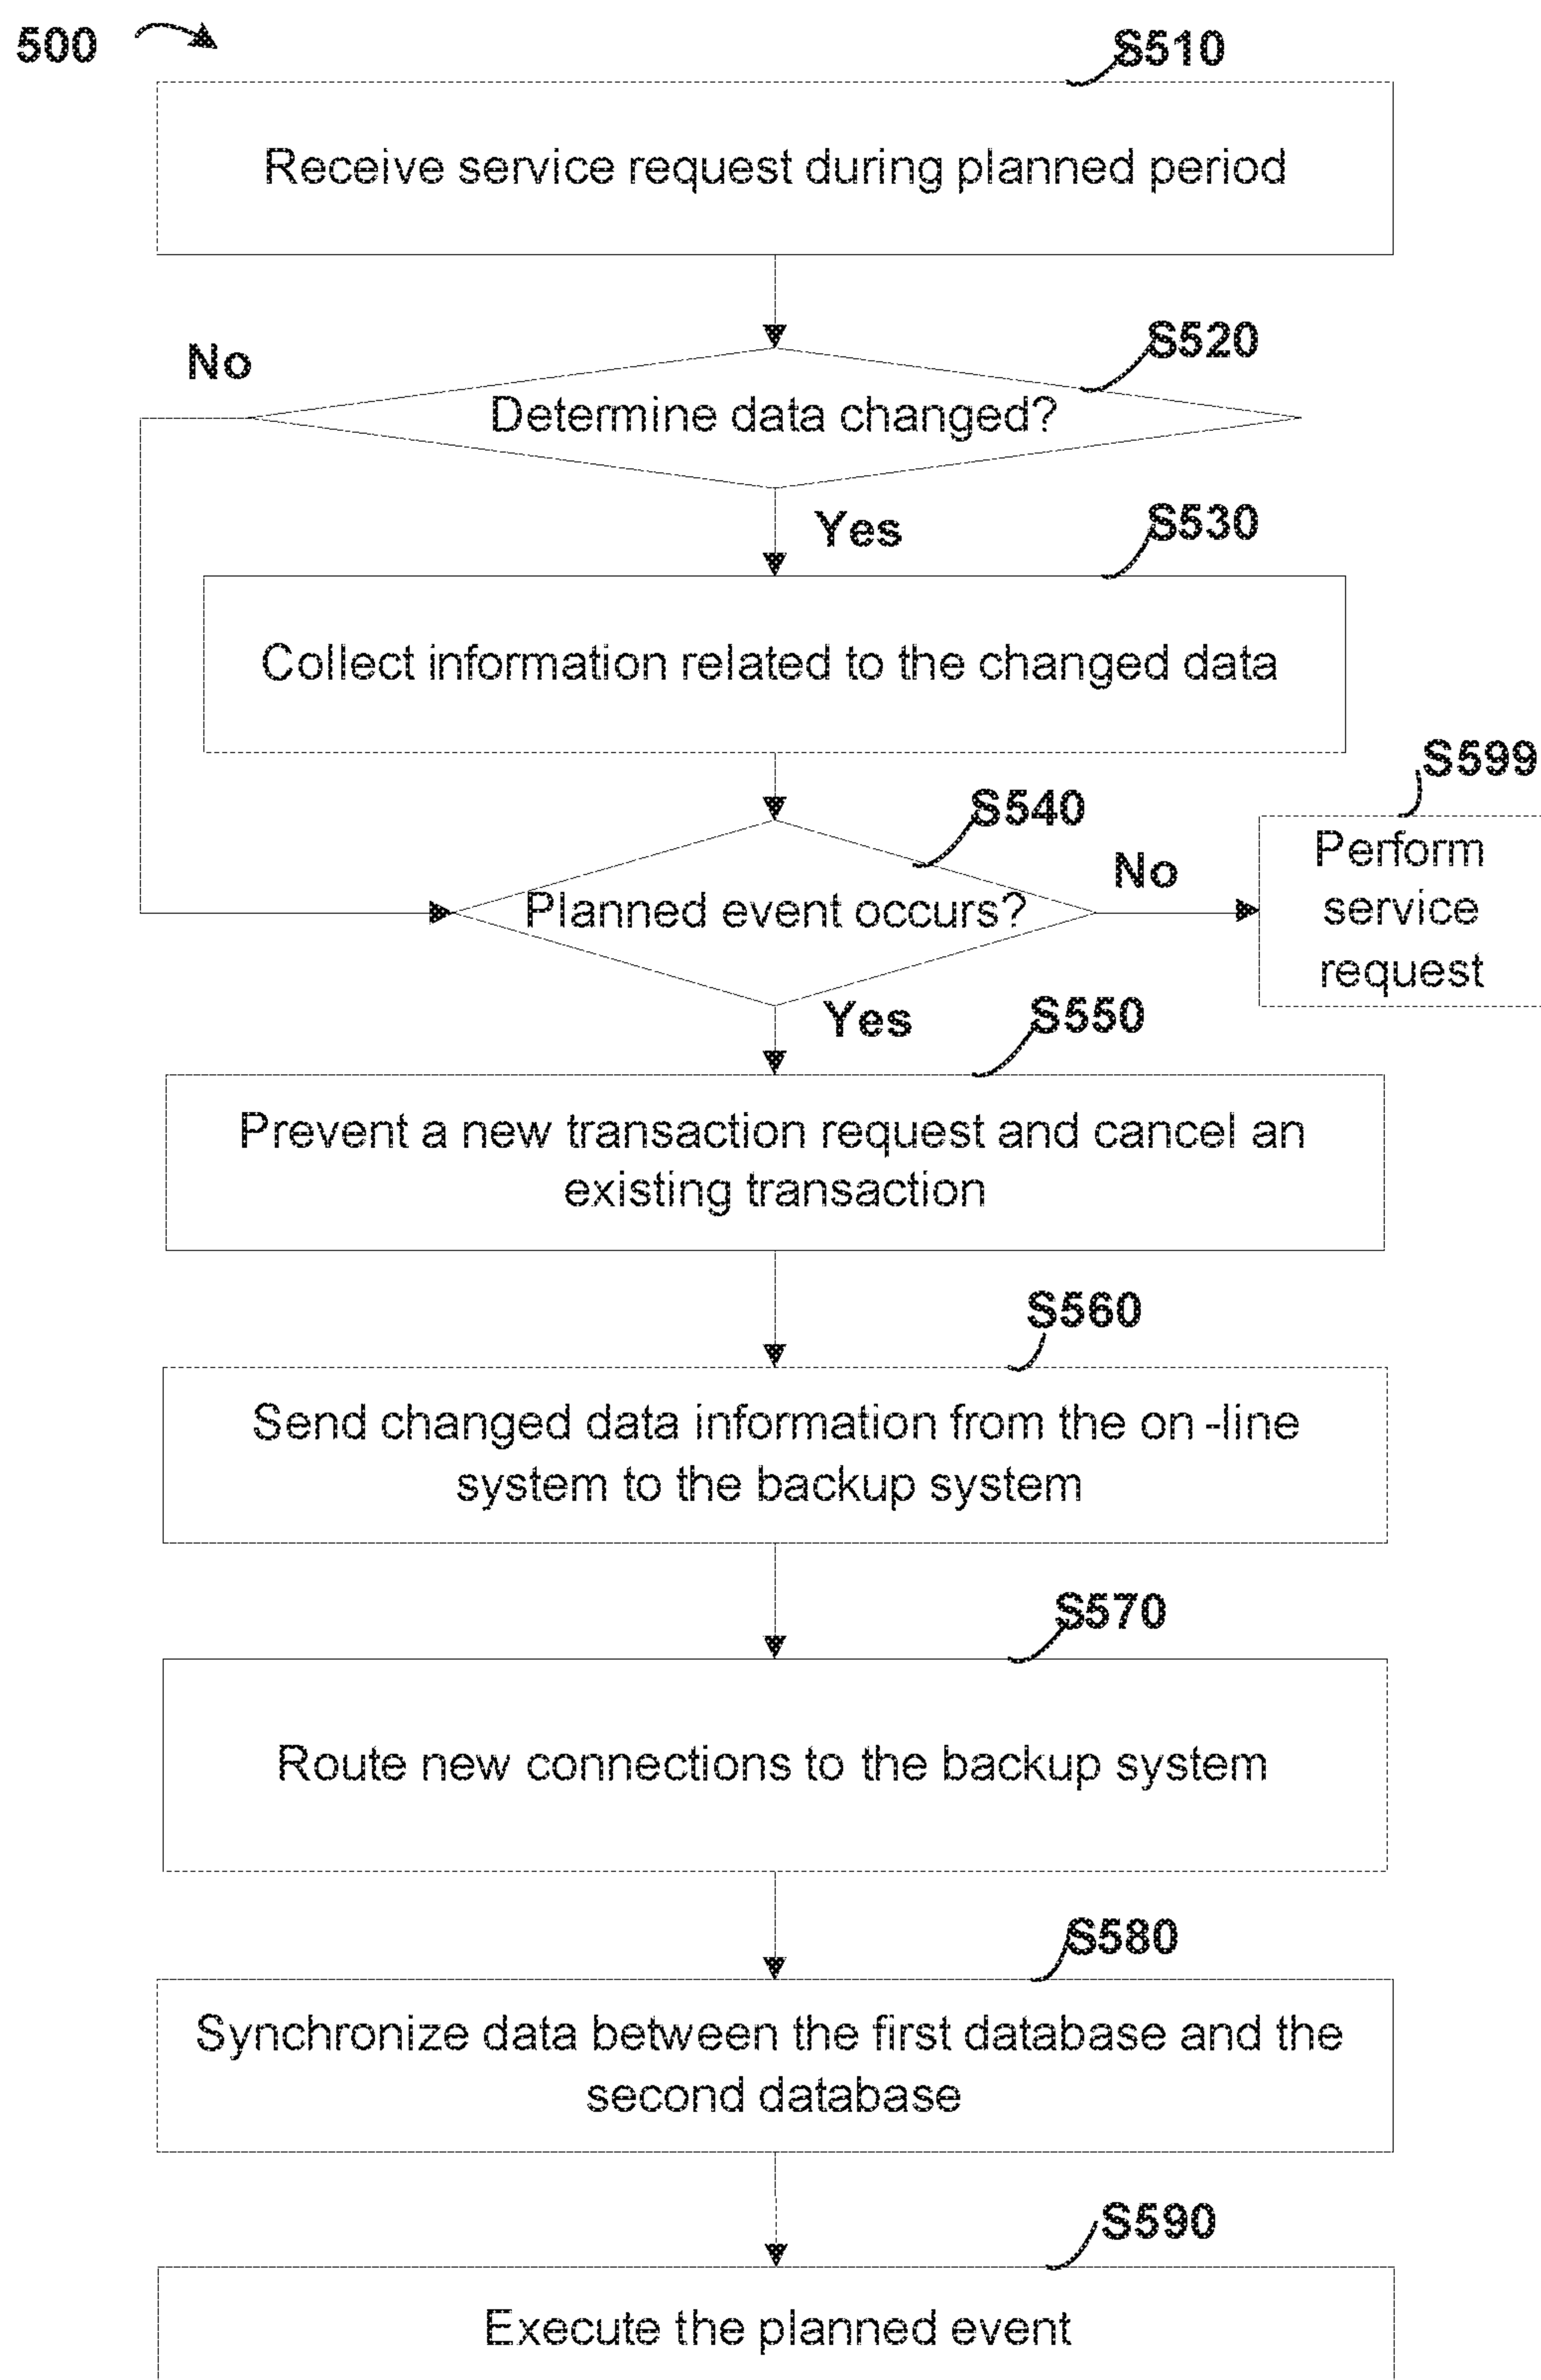 500
S510
Receive service request during planned period
No
S520
Determine data changed?
Yes
S530
Collect information related to the changed data
S599
S540
No
Perform
service
request
Planned event occurs?
Yes
S550
Prevent a new transaction request and cancel an
existing transaction
S560
Send changed data information from the on-line
system to the backup system
S570
Route new connections to the backup system
S580
Synchronize data between the first database and the
second database
S590
Execute the planned event